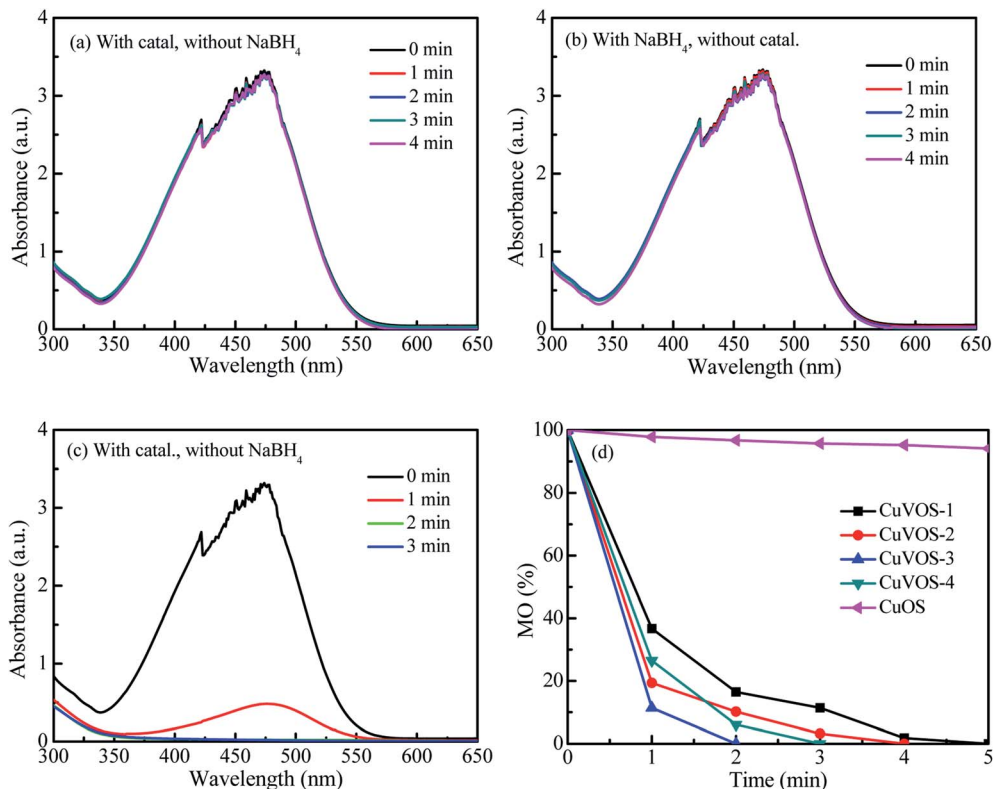 (a) With catal, without NaBH4
0 min
1 min
2 min
3 min
4 min
Absorbance (a.u.)
4
3
2
1
0
300 350 400 450 500 550 600 650
Wavelength (nm)
(b) With NaBH4, without catal.
0 min
1 min
2 min
3 min
4 min
Absorbance (a.u.)
4
3
2
1
0
300 350 400 450 500 550 600 650
Wavelength (nm)
(c) With catal., without NaBH4
0 min
1 min
2 min
3 min
Absorbance (a.u.)
4
3
2
1
0
300 350 400 450 500 550 600 650
Wavelength (nm)
(d)
CuVOS-1
CuVOS-2
CuVOS-3
CuVOS-4
CuOS
MO (%)
100
80
60
40
20
0
0 1 2 3 4 5
Time (min)